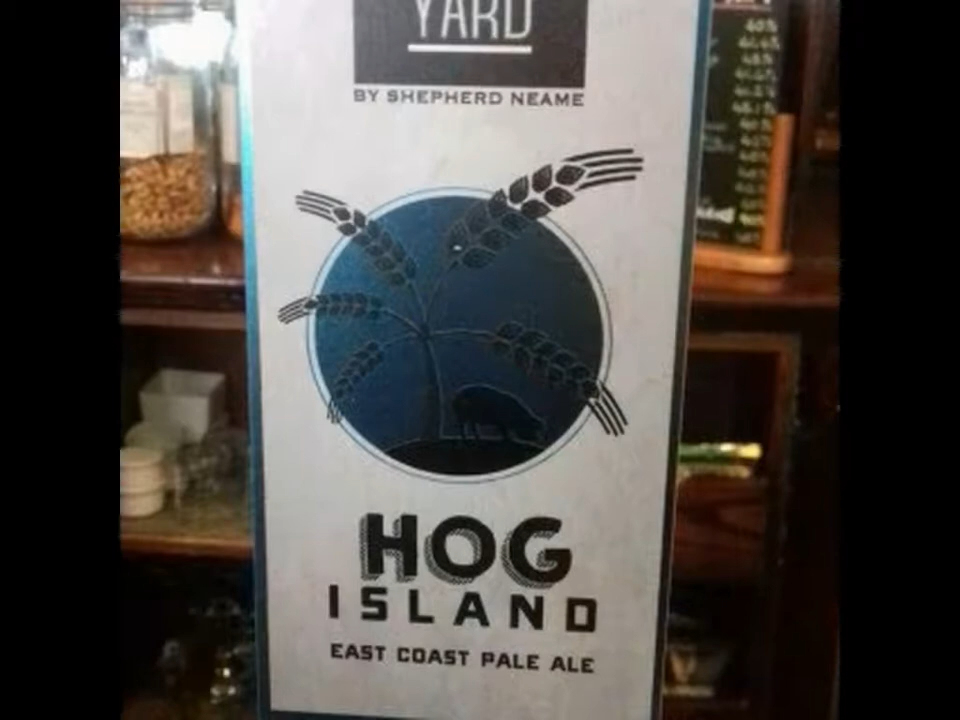 YARD
BY SHEPHERD NEAME
HOG
ISLAND
EAST COAST PALE ALE